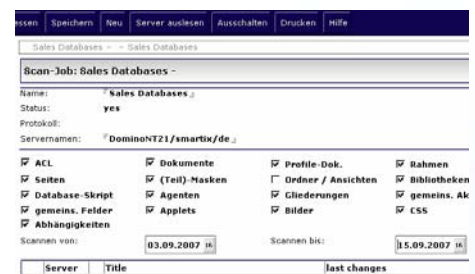 essen Speichern Neu Server auslesen Ausschalten Drucken Hilfe
Sales Databases - - Sales Databases
Scan-Job: Sales Databases -
Name: Sales Databases
Status: yes
Protokoll:
Servernamen: DominoNT21/smartix/de
ACL Dokumente Profile-Dok. Rahmen
Seiten (Teil)-Masken Ordner / Ansichten Bibliotheken
Database-Skript Agenten Gliederungen gemeins. Ak
gemeins. Felder Applets Bilder CSS
Abhängigkeiten
Scannen von: 03.09.2007 16 Scannen bis: 15.09.2007 16
Server Title last changes